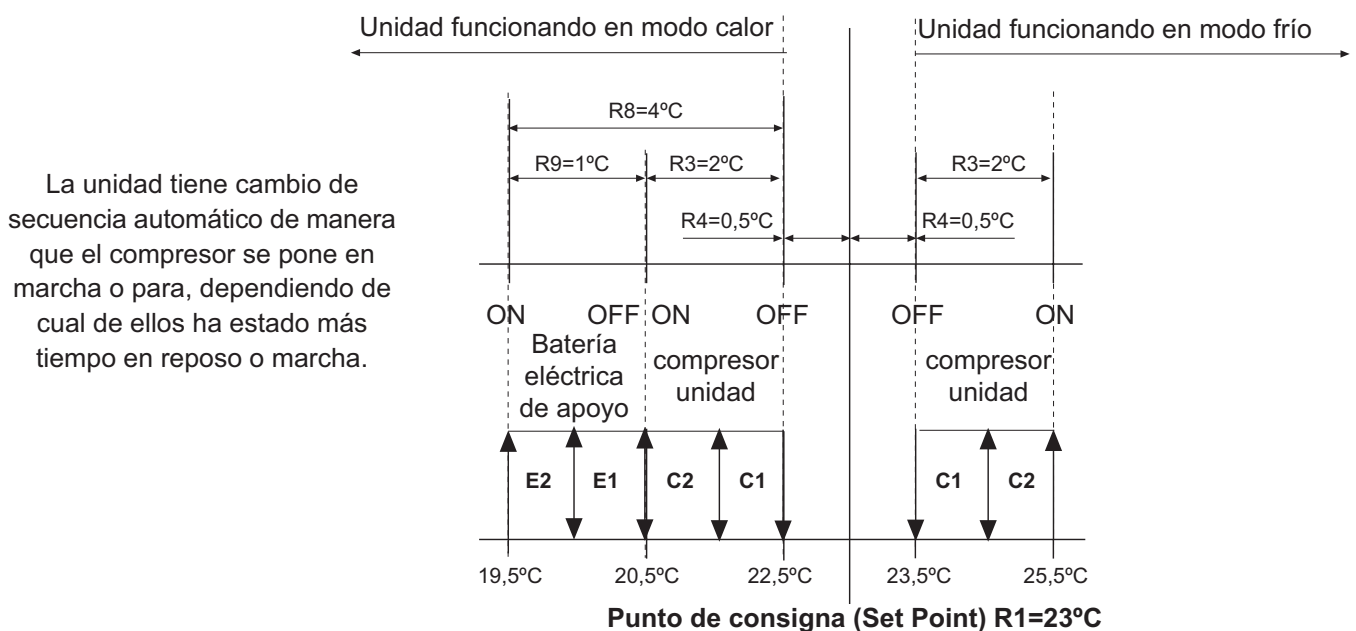 Unidad funcionando en modo calor
Unidad funcionando en modo frío
R8=4ºC
R9=1ºC
R3=2ºC
R3=2ºC
R4=0,5ºC
R4=0,5ºC
La unidad tiene cambio de
secuencia automático de manera
que el compresor se pone en
marcha o para, dependiendo de
cual de ellos ha estado más
tiempo en reposo o marcha.
ON
OFF
ON
OFF
OFF
ON
Batería
eléctrica
de apoyo
compresor
unidad
compresor
unidad
E2
E1
C2
C1
C1
C2
19,5ºC
20,5ºC
22,5ºC
23,5ºC
25,5ºC
Punto de consigna (Set Point) R1=23ºC